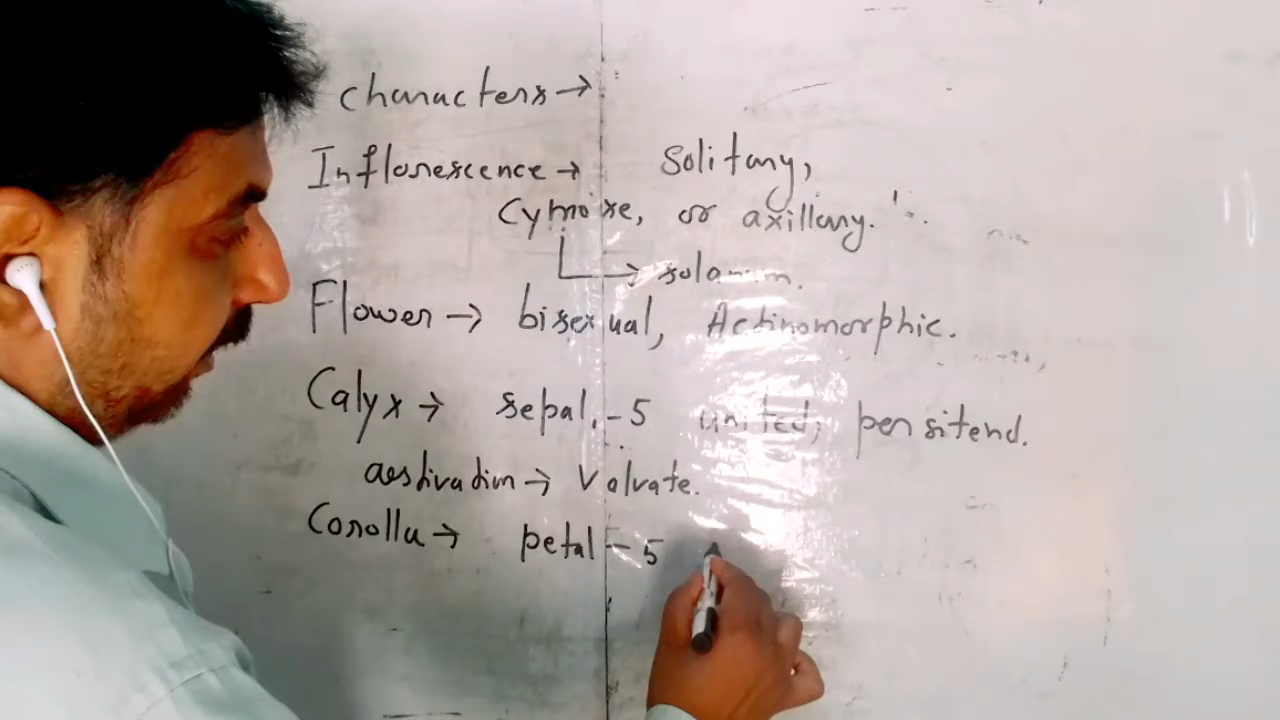 characters →
Inflorescence → Solitary,
Cymose, or axillary.
→ solanum.
Flower → bisexual, Actinomorphic.
Calyx → sepal - 5 united, persitend.
aestivation → Valvate.
Corolla → petal - 5